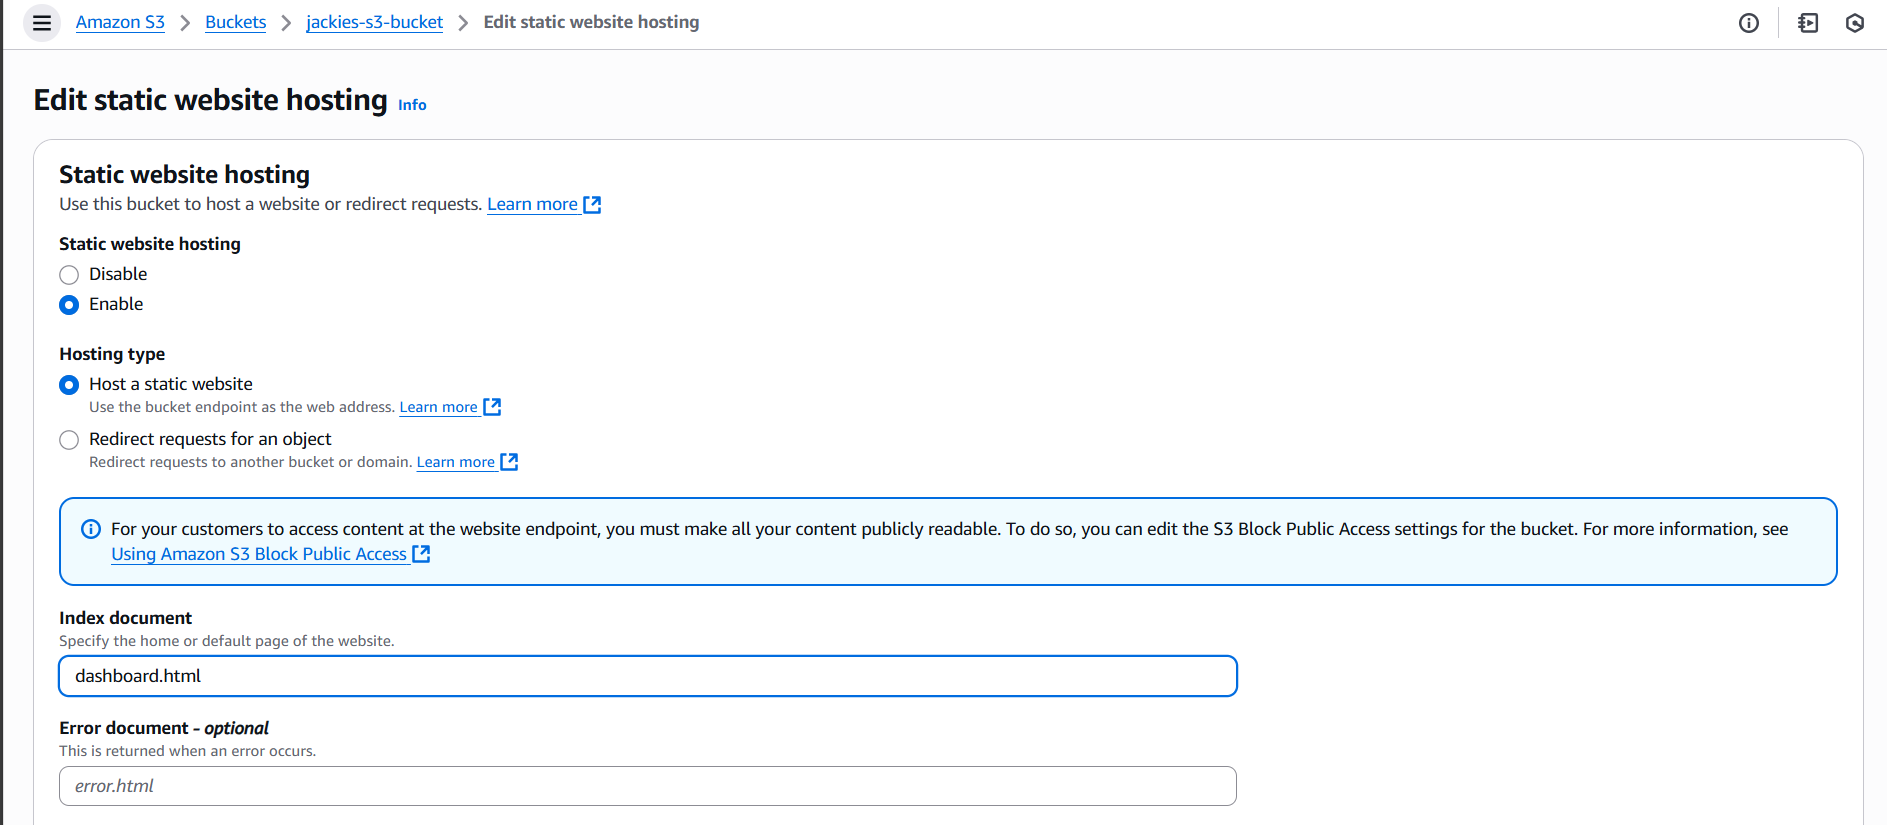 Amazon S3 > Buckets > jackies-s3-bucket > Edit static website hosting
Edit static website hosting Info
Static website hosting
Use this bucket to host a website or redirect requests. Learn more
Static website hosting
Disable
Enable
Hosting type
Host a static website
Use the bucket endpoint as the web address. Learn more
Redirect requests for an object
Redirect requests to another bucket or domain. Learn more
For your customers to access content at the website endpoint, you must make all your content publicly readable. To do so, you can edit the S3 Block Public Access settings for the bucket. For more information, see
Using Amazon S3 Block Public Access
Index document
Specify the home or default page of the website.
dashboard.html
Error document - optional
This is returned when an error occurs.
error.html